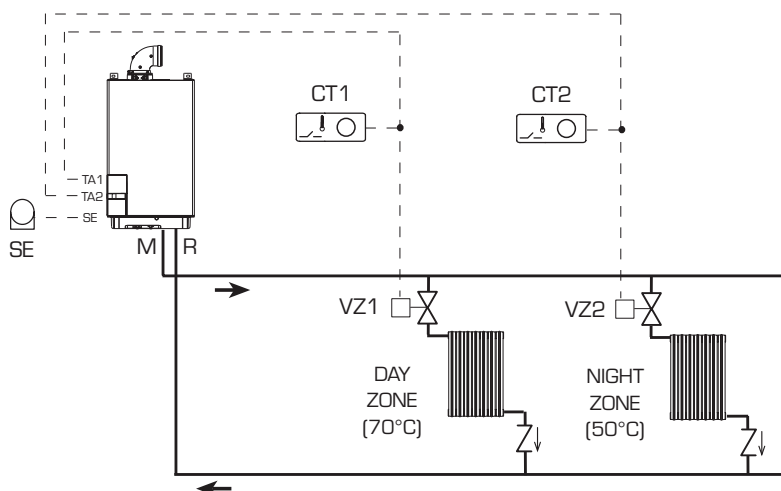 CT1
CT2
TA1
TA2
SE
SE
M R
VZ1
VZ2
DAY
ZONE
(70°C)
NIGHT
ZONE
(50°C)